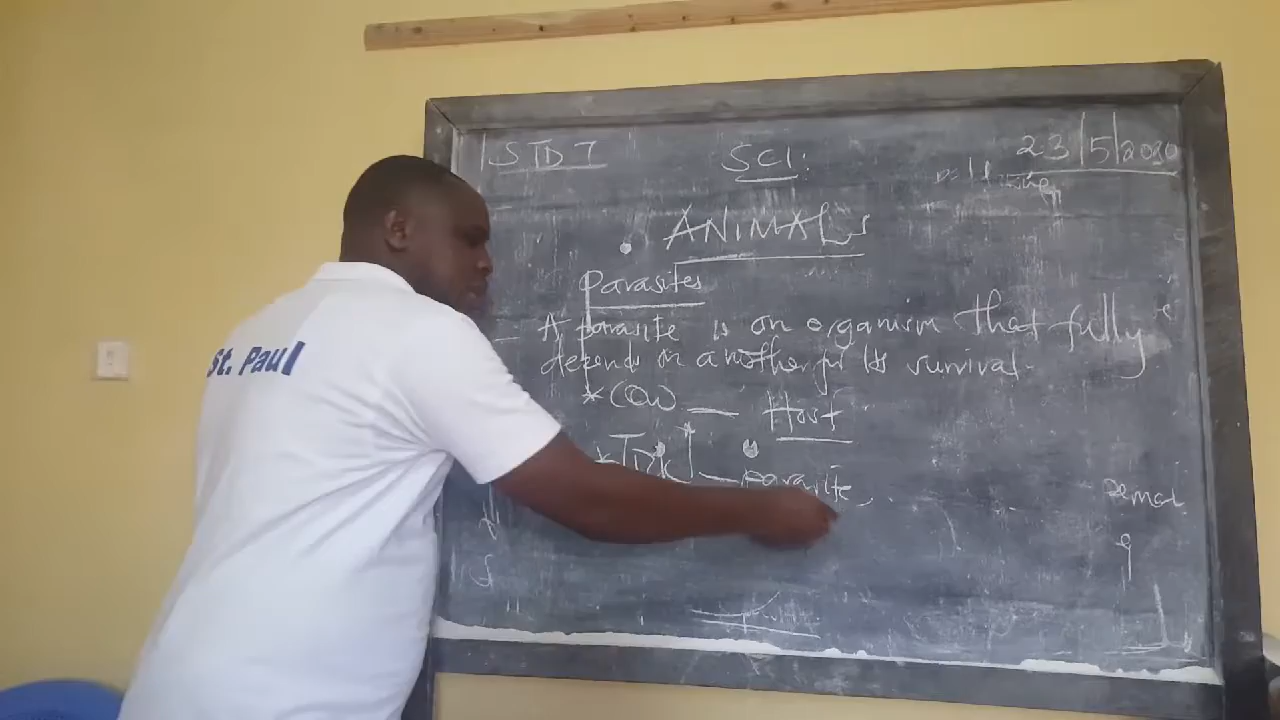 STD 7 SCI: 23/5/2020
ANIMALS
Parasites
- A parasite is an organism that fully
depends on another for its survival.
* Cow — Host
* Tick — parasite
St. Paul